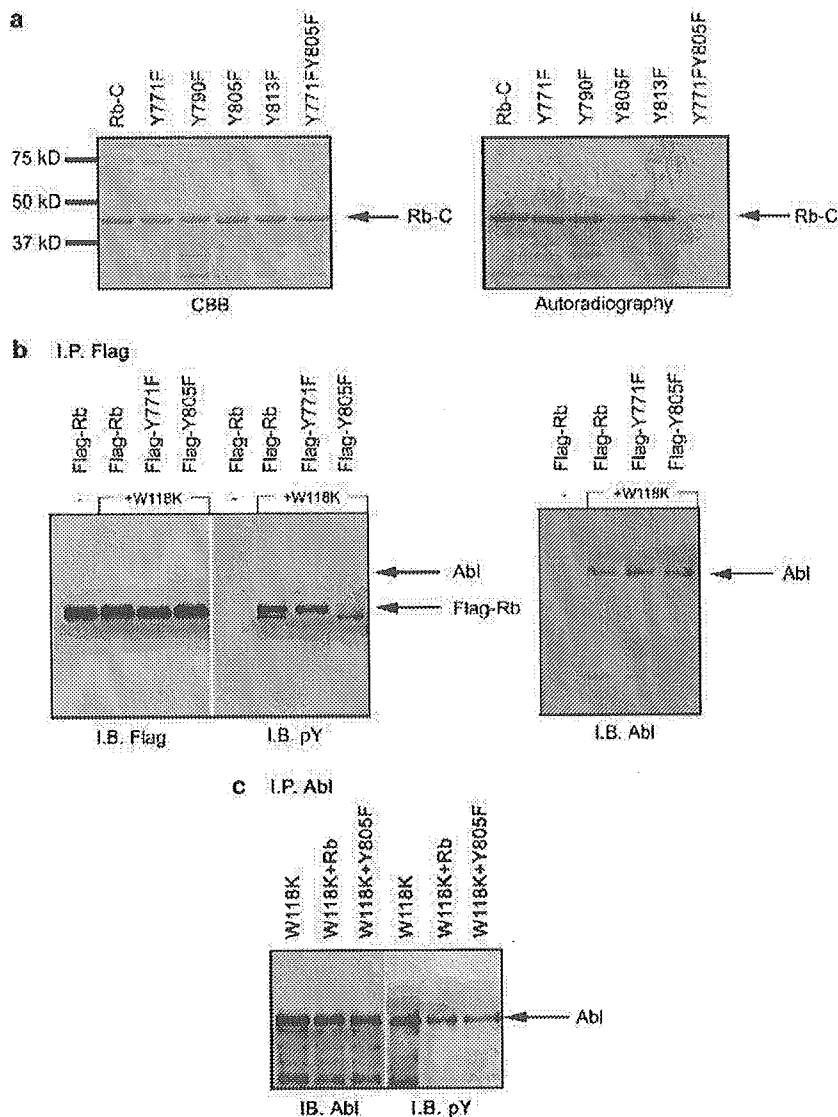 a
Rb-C Y771F Y790F Y805F Y813F Y771FY805F
75 kD
50 kD
37 kD
Rb-C
CBB
Rb-C Y771F Y790F Y805F Y813F Y771FY805F
Rb-C
Autoradiography
b I.P. Flag
Flag-Rb Flag-Rb Flag-Y771F Flag-Y805F Flag-Rb Flag-Rb Flag-Y771F Flag-Y805F
- +W118K - +W118K
Abl
Flag-Rb
I.B. Flag I.B. pY
Flag-Rb Flag-Rb Flag-Y771F Flag-Y805F
- +W118K
Abl
I.B. Abl
c I.P. Abl
W118K W118K+Rb W118K+Y805F W118K W118K+Rb W118K+Y805F
Abl
IB. Abl I.B. pY